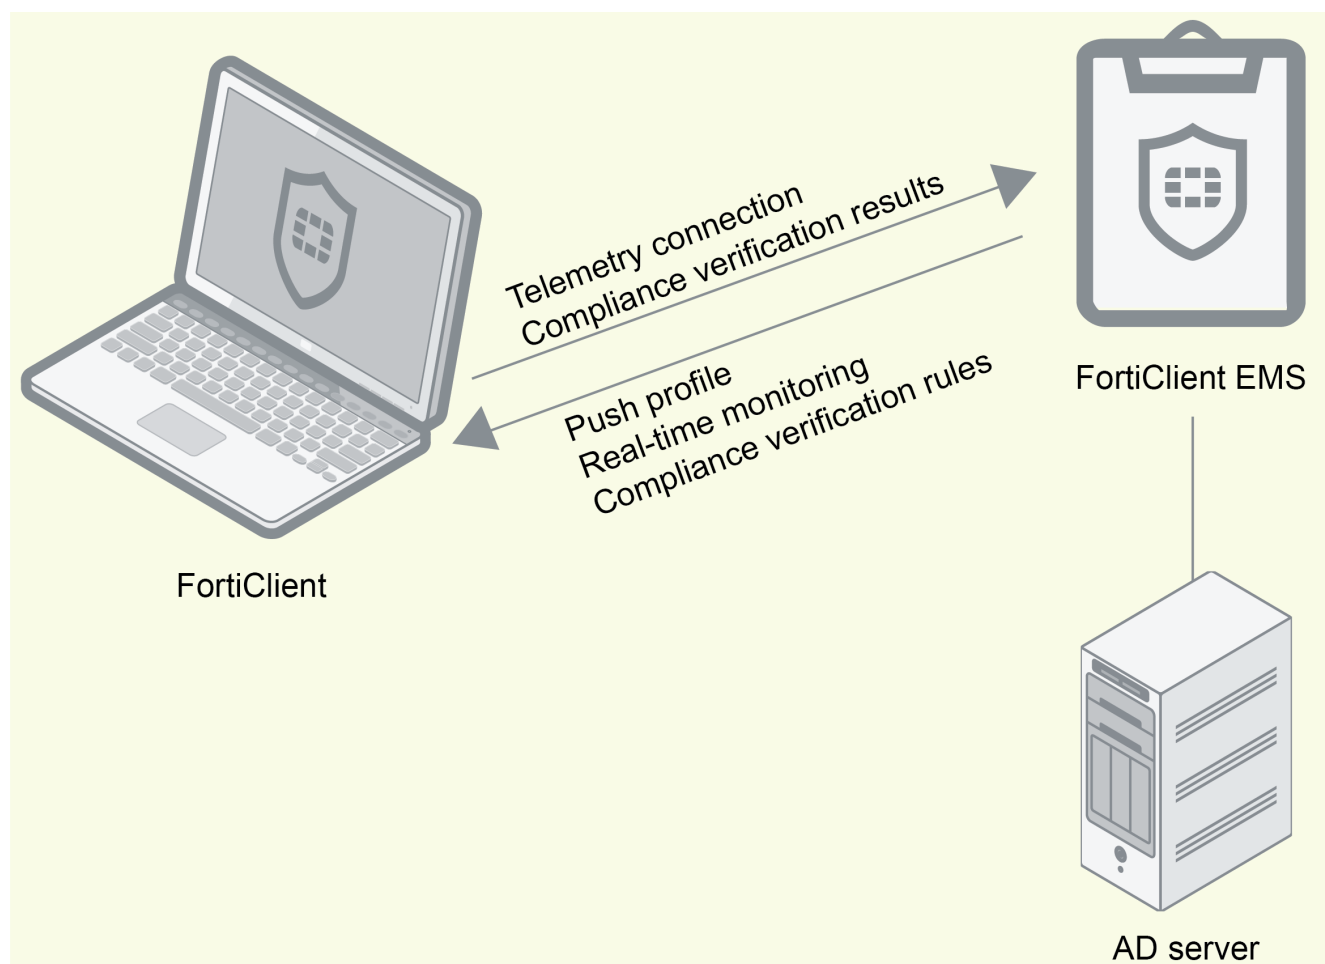 Telemetry connection
Compliance verification results
Push profile
Real-time monitoring
Compliance verification rules
FortiClient EMS
FortiClient
AD server